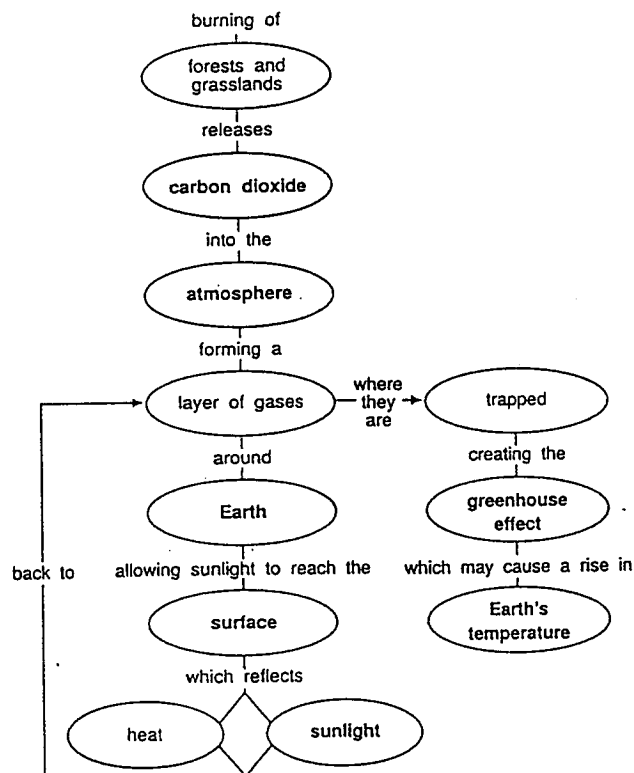 burning of
forests and
grasslands
releases
carbon dioxide
into the
atmosphere
forming a
layer of gases
where
they
are
trapped
around
creating the
Earth
greenhouse
effect
back to
allowing sunlight to reach the
which may cause a rise in
surface
Earth's
temperature
which reflects
heat
sunlight